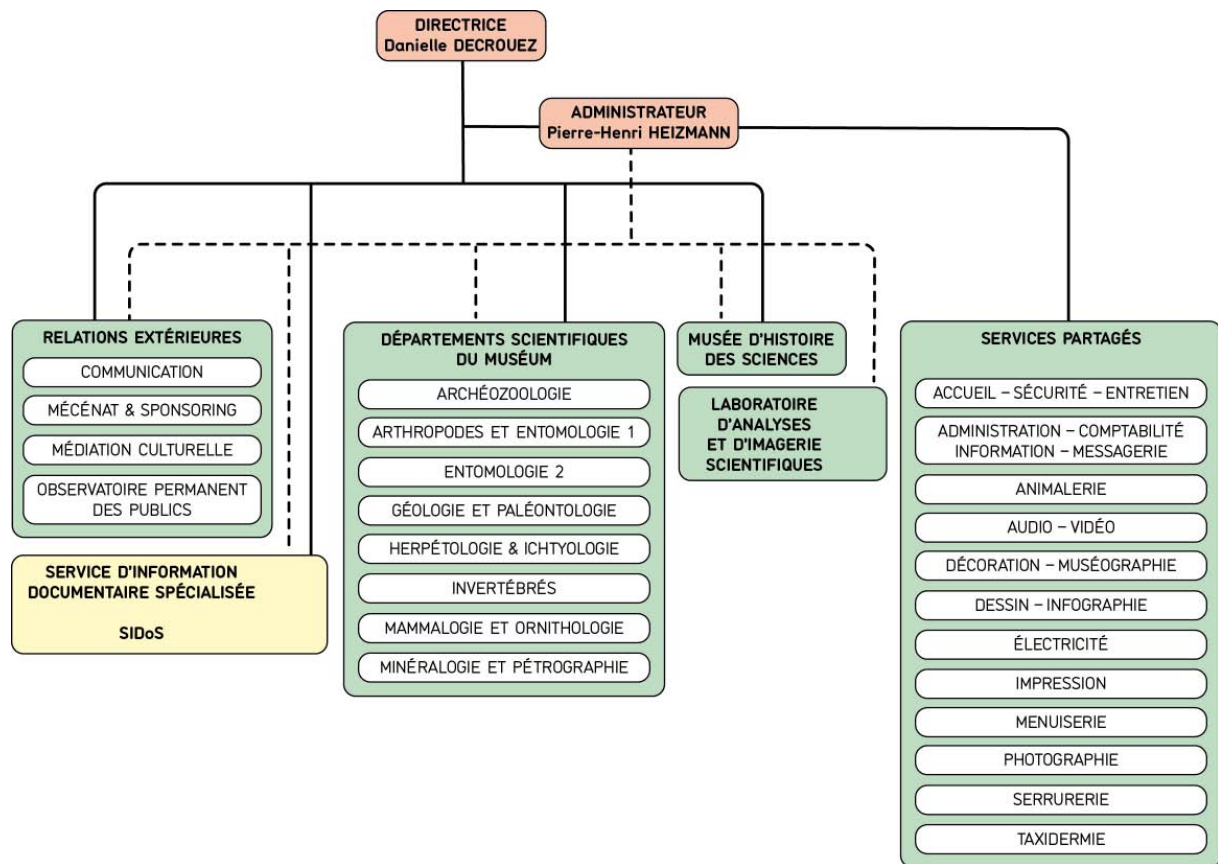 DIRECTRICE
Danielle DECROUEZ
ADMINISTRATEUR
Pierre-Henri HEIZMANN
RELATIONS EXTÉRIEURES
COMMUNICATION
MÉCÉNAT & SPONSORING
MÉDIATION CULTURELLE
OBSERVATOIRE PERMANENT
DES PUBLICS
SERVICE D'INFORMATION
DOCUMENTAIRE SPÉCIALISÉE
SIDoS
DÉPARTEMENTS SCIENTIFIQUES
DU MUSÉUM
ARCHÉOZOOLOGIE
ARTHROPODES ET ENTOMOLOGIE 1
ENTOMOLOGIE 2
GÉOLOGIE ET PALÉONTOLOGIE
HERPÉTOLOGIE & ICHTYOLOGIE
INVERTÉBRÉS
MAMMALOGIE ET ORNITHOLOGIE
MINÉRALOGIE ET PÉTROGRAPHIE
MUSÉE D'HISTOIRE
DES SCIENCES
LABORATOIRE
D'ANALYSES
ET D'IMAGERIE
SCIENTIFIQUES
SERVICES PARTAGÉS
ACCUEIL – SÉCURITÉ – ENTRETIEN
ADMINISTRATION – COMPTABILITÉ
INFORMATION – MESSAGERIE
ANIMALERIE
AUDIO – VIDÉO
DÉCORATION – MUSÉOGRAPHIE
DESSIN – INFOGRAPHIE
ÉLECTRICITÉ
IMPRESSION
MENUISERIE
PHOTOGRAPHIE
SERRURERIE
TAXIDERMIE